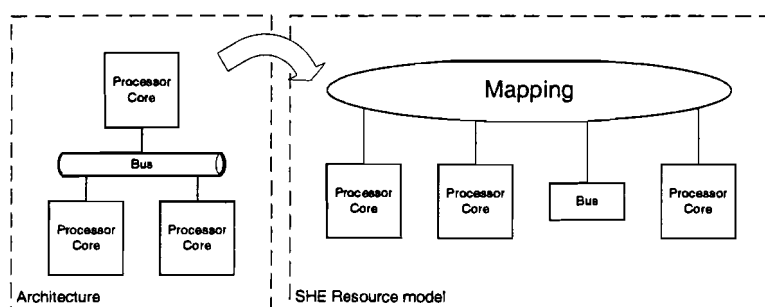 Processor
Core
Bus
Processor
Core
Processor
Core
Architecture
Mapping
Processor
Core
Processor
Core
Bus
Processor
Core
SHE Resource model